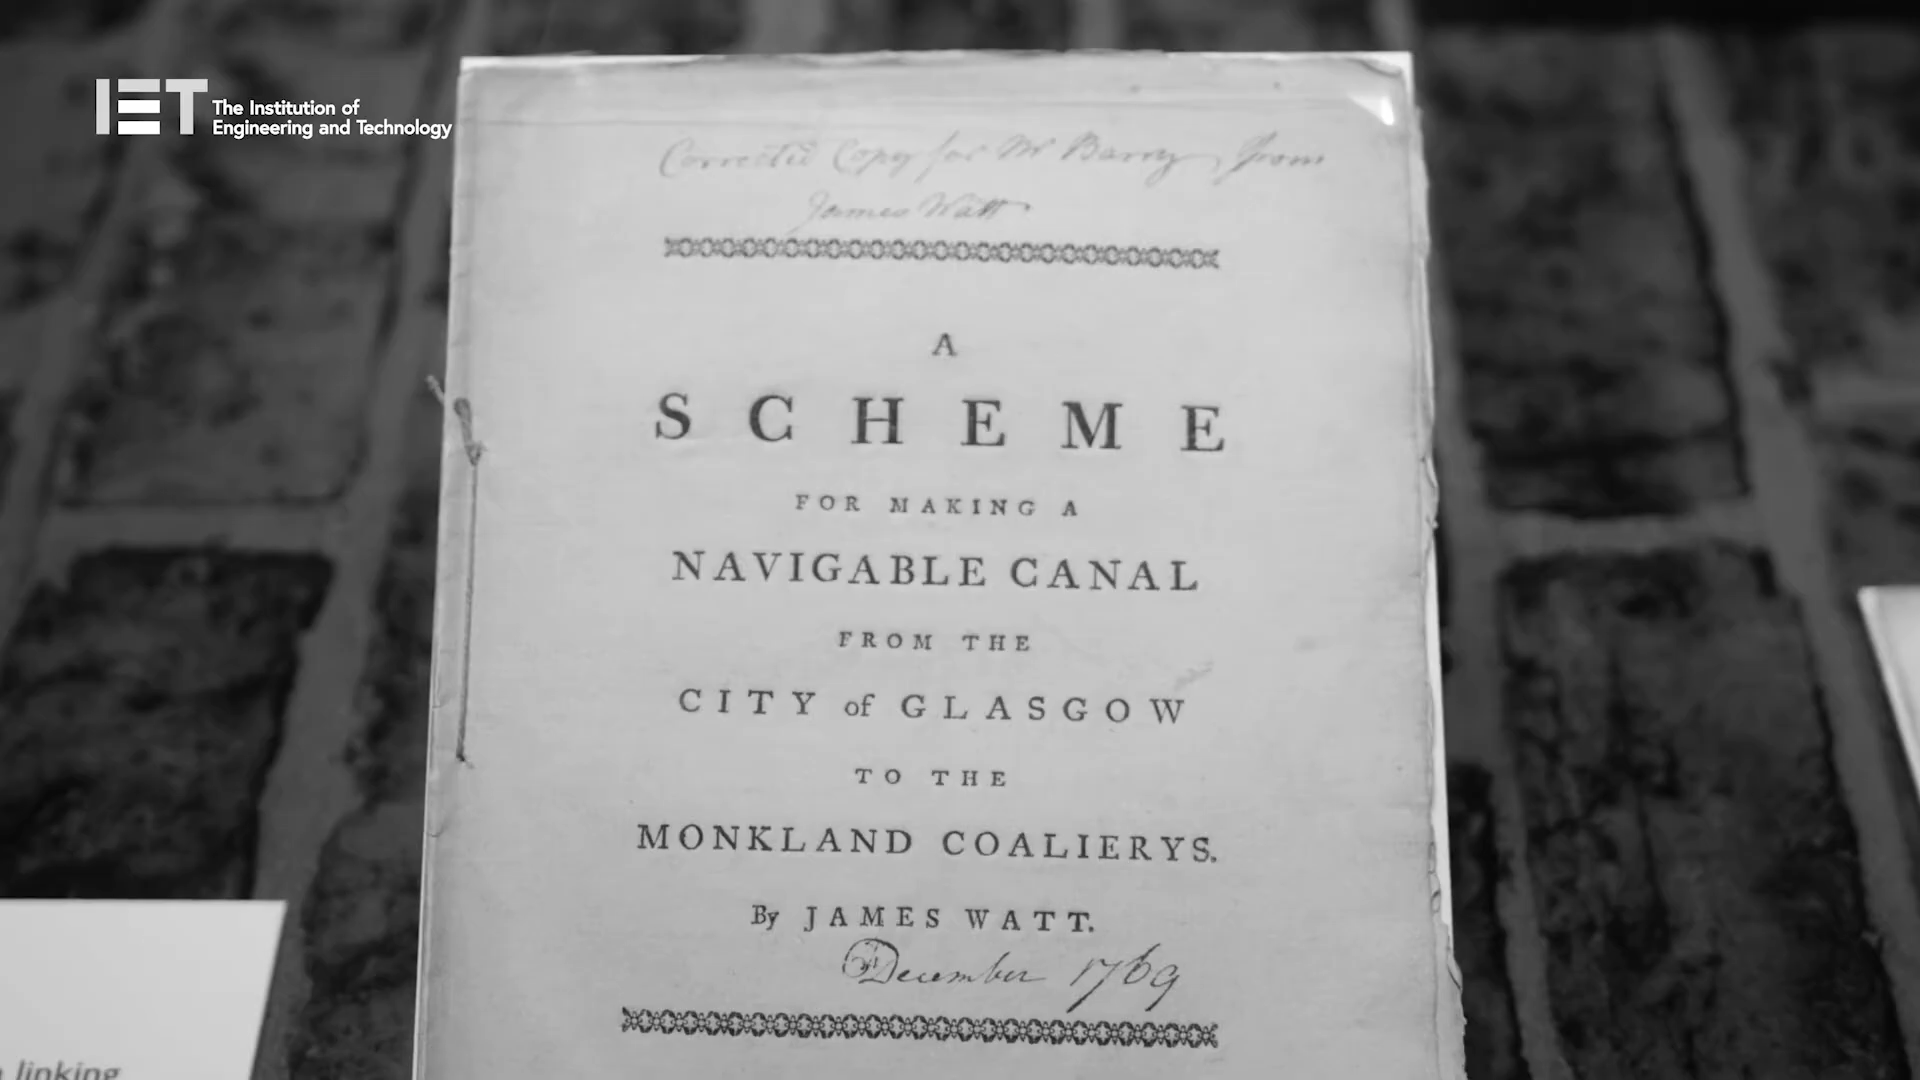 IET The Institution of
Engineering and Technology
Corrected Copy for Mr Barry, from
James Watt
A
SCHEME
FOR MAKING A
NAVIGABLE CANAL
FROM THE
CITY of GLASGOW
TO THE
MONKLAND COALIERYS.
By JAMES WATT.
December 1769
linking